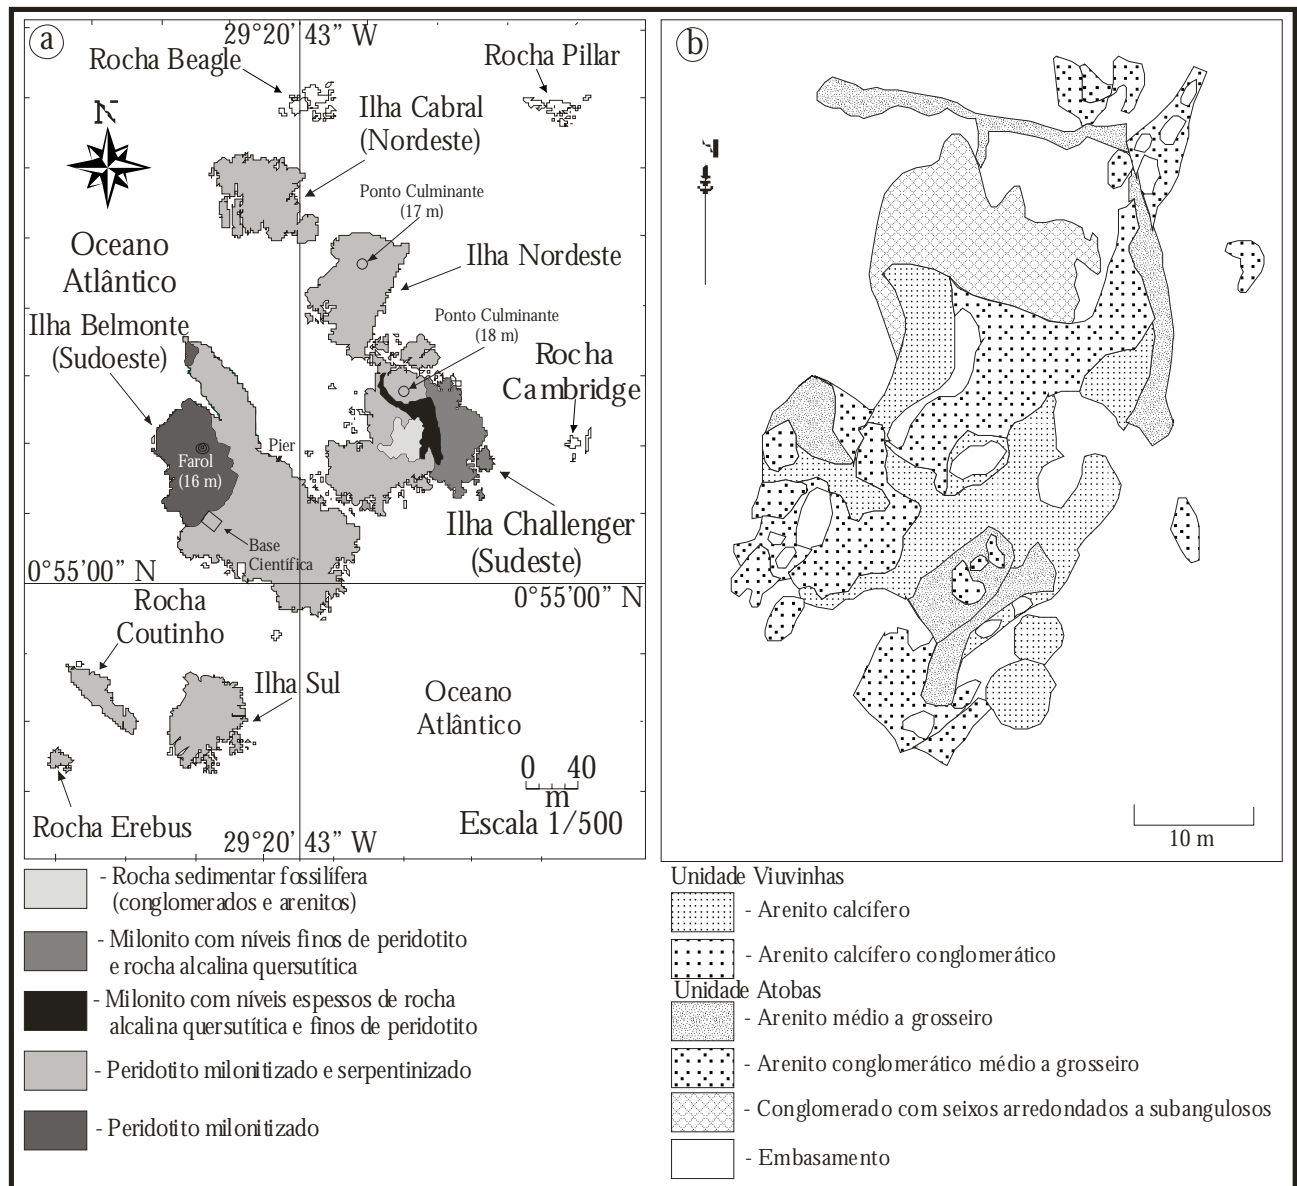 a
29°20'43" W
Rocha Beagle
Rocha Pillar
N
Ilha Cabral
(Nordeste)
Ponto Culminante
(17 m)
Oceano
Atlântico
Ilha Nordeste
Ilha Belmonte
(Sudoeste)
Ponto Culminante
(18 m)
Rocha
Cambridge
Pier
Farol
(16 m)
Ilha Challenger
(Sudeste)
Base
Científica
0°55'00" N
0°55'00" N
Rocha
Coutinho
Ilha Sul
Oceano
Atlântico
0 40
m
Escala 1/500
Rocha Erebus
29°20'43" W
- Rocha sedimentar fossilífera
(conglomerados e arenitos)
- Milonito com níveis finos de peridotito
e rocha alcalina quersutítica
- Milonito com níveis espessos de rocha
alcalina quersutítica e finos de peridotito
- Peridotito milonitizado e serpentinizado
- Peridotito milonitizado
b
10 m
Unidade Viuvinhas
- Arenito calcífero
- Arenito calcífero conglomerático
Unidade Atobas
- Arenito médio a grosseiro
- Arenito conglomerático médio a grosseiro
- Conglomerado com seixos arredondados a subangulosos
- Embasamento